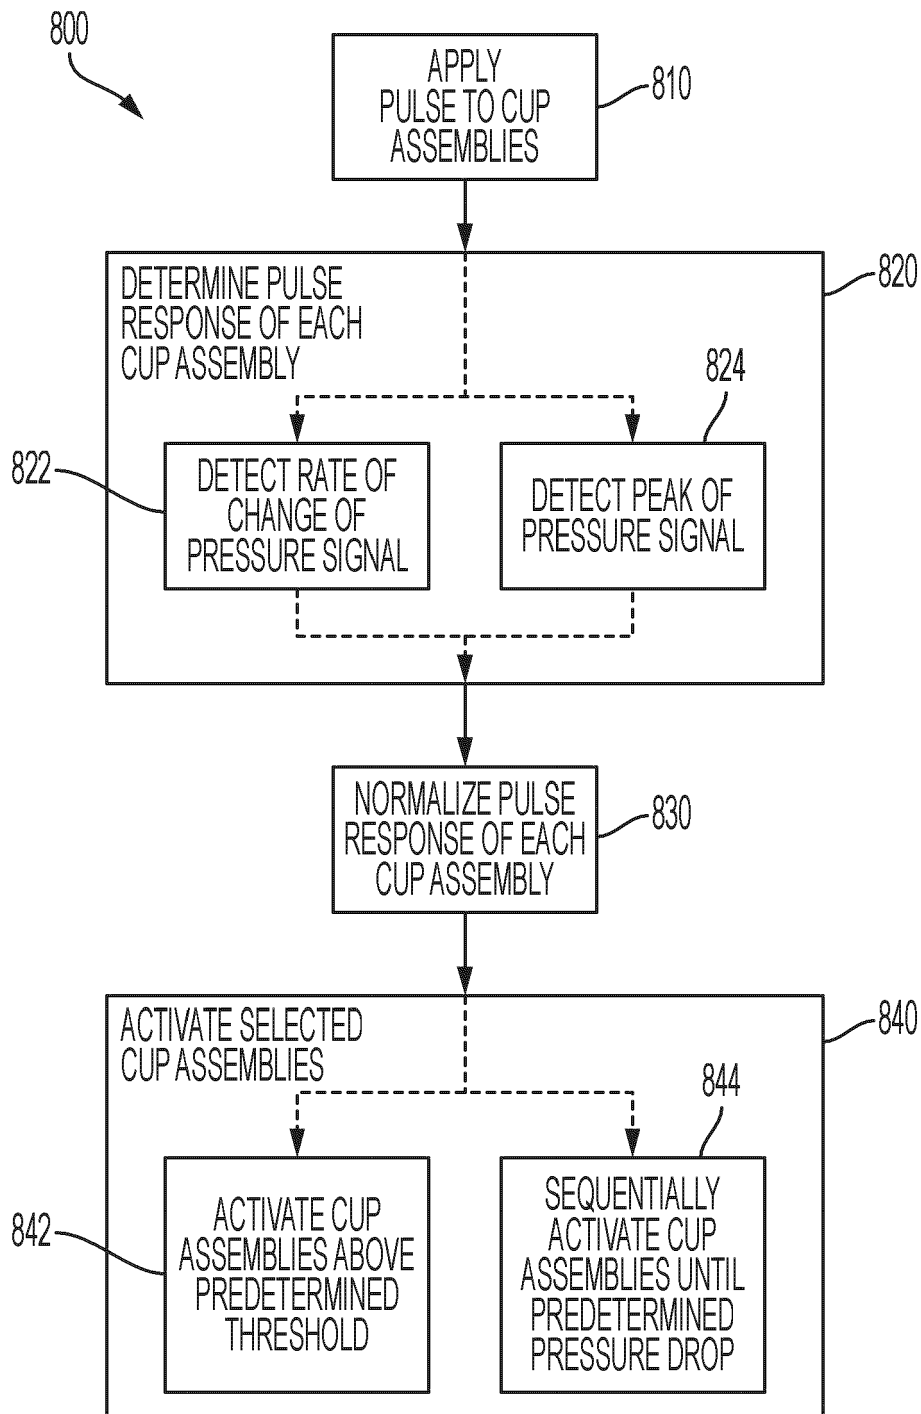 800
APPLY
PULSE TO CUP
ASSEMBLIES
810
DETERMINE PULSE
RESPONSE OF EACH
CUP ASSEMBLY
820
824
822
DETECT RATE OF
CHANGE OF
PRESSURE SIGNAL
DETECT PEAK OF
PRESSURE SIGNAL
NORMALIZE PULSE
RESPONSE OF EACH
CUP ASSEMBLY
830
ACTIVATE SELECTED
CUP ASSEMBLIES
840
844
842
ACTIVATE CUP
ASSEMBLIES ABOVE
PREDETERMINED
THRESHOLD
SEQUENTIALLY
ACTIVATE CUP
ASSEMBLIES UNTIL
PREDETERMINED
PRESSURE DROP